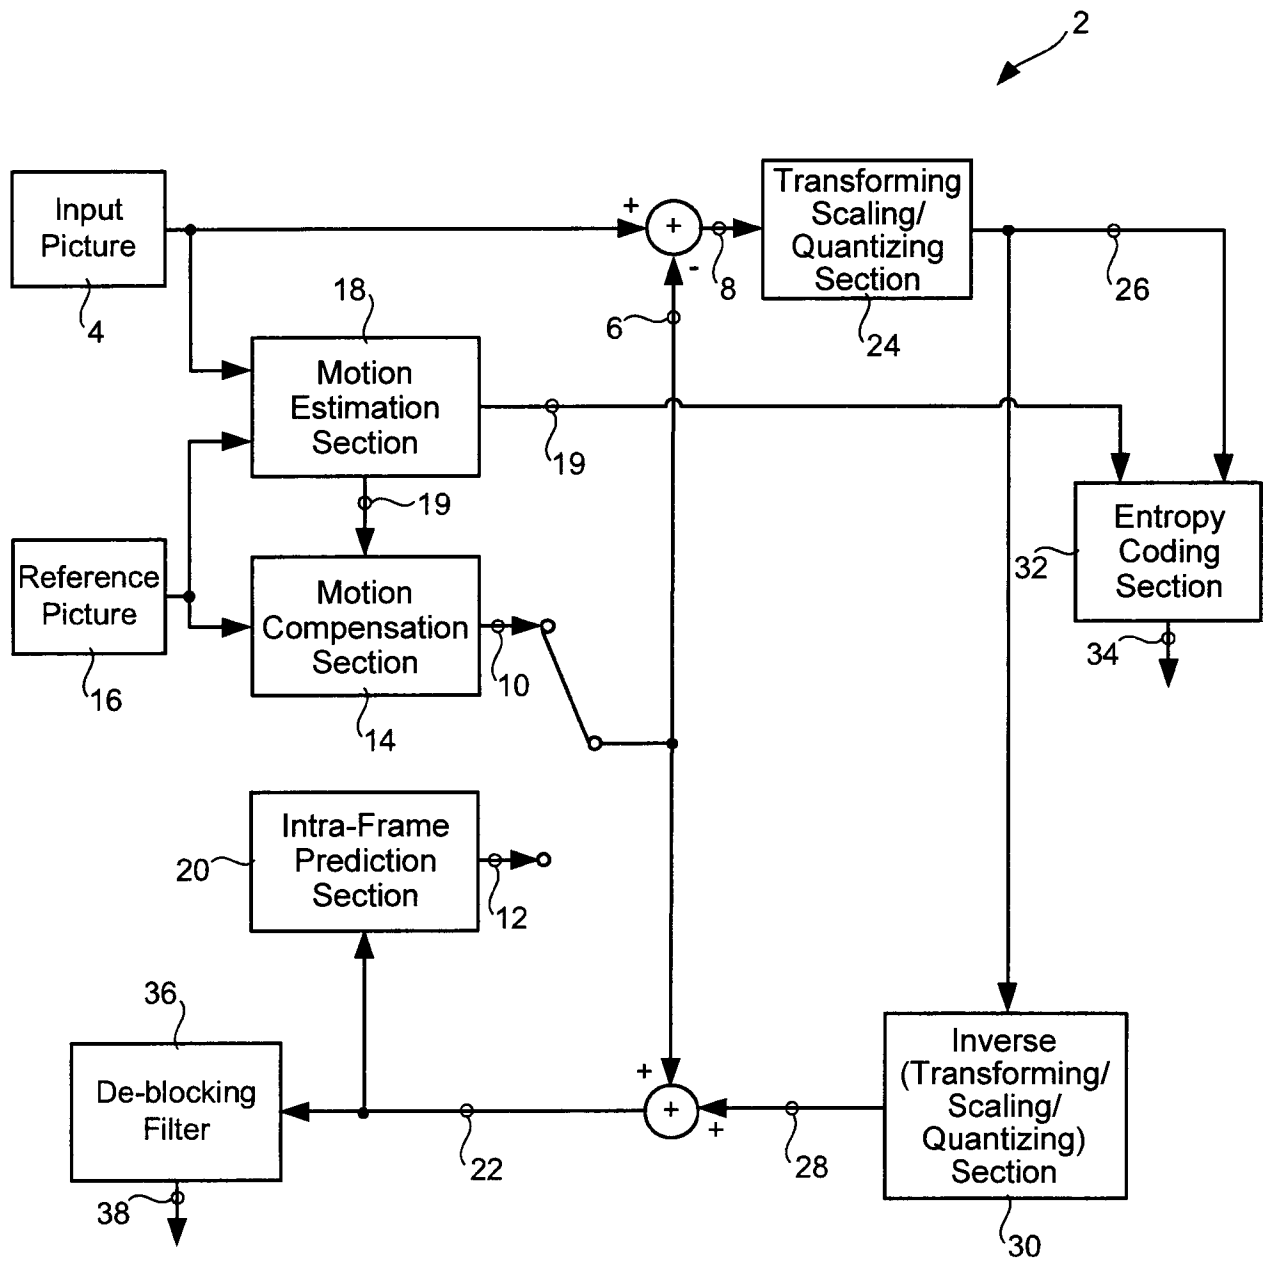 2
Input
Picture
4
+
+
-
8
6
Transforming
Scaling/
Quantizing
Section
24
26
18
Motion
Estimation
Section
19
19
Reference
Picture
16
Motion
Compensation
Section
10
14
Entropy
Coding
Section
32
34
Intra-Frame
Prediction
Section
20
12
36
De-blocking
Filter
38
22
+
+
+
28
Inverse
(Transforming/
Scaling/
Quantizing)
Section
30